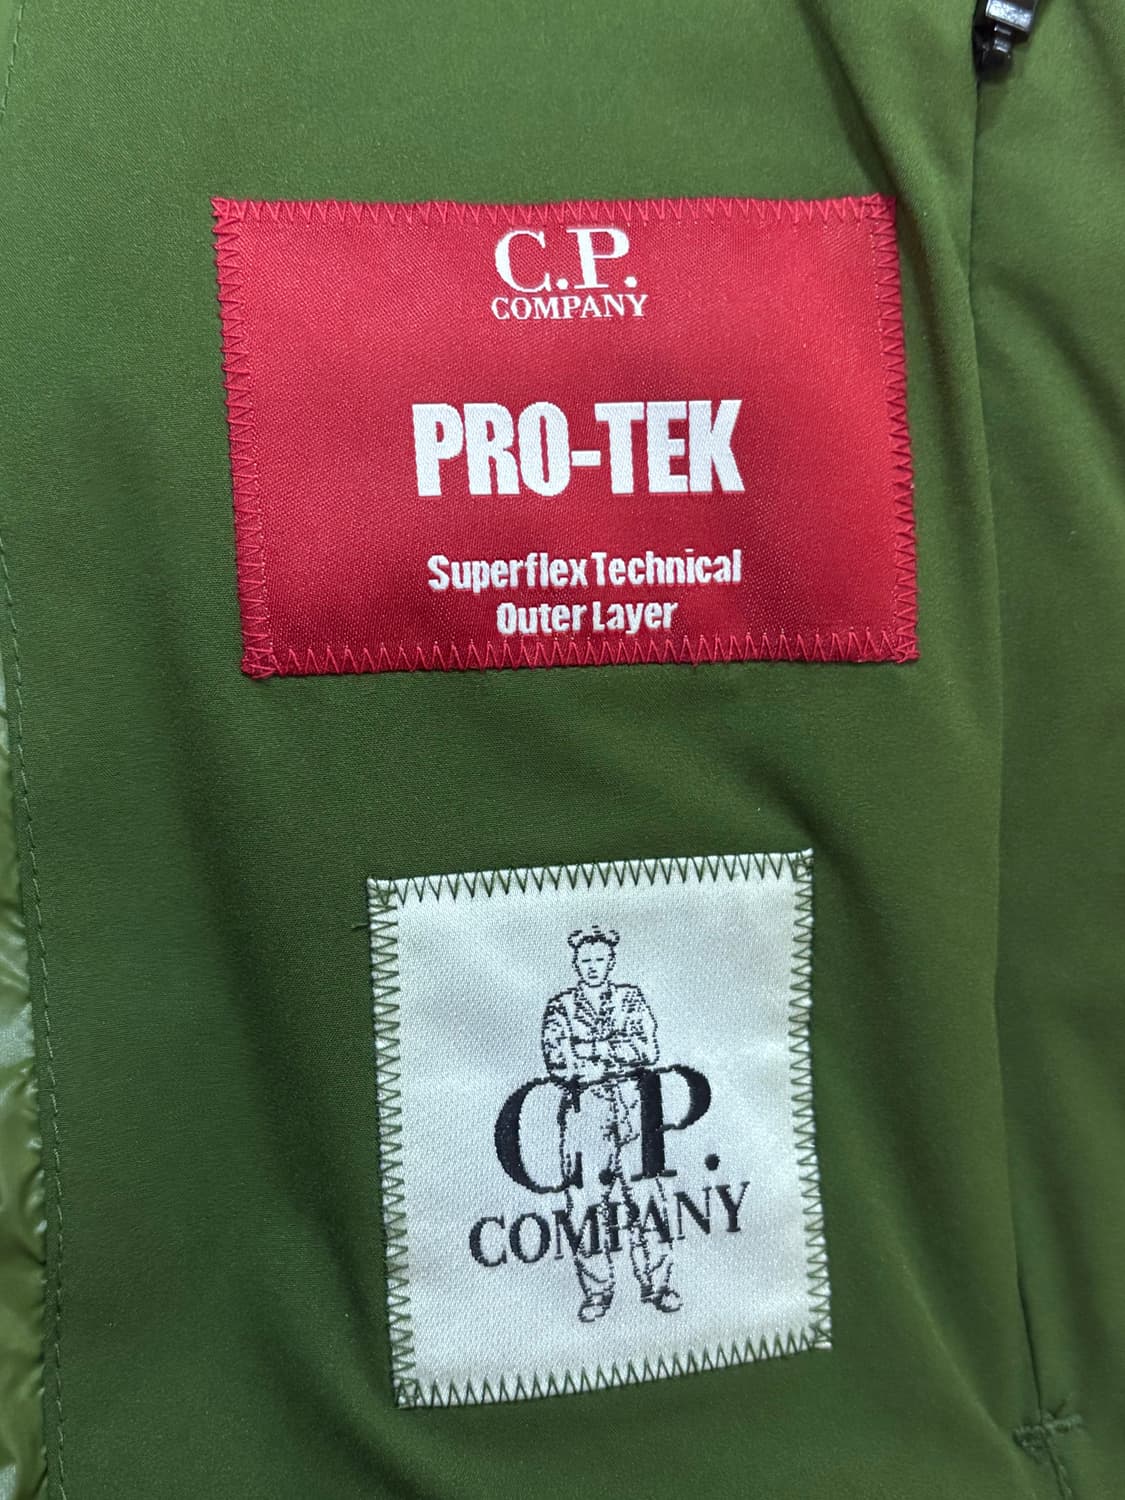 C.P.
COMPANY
PRO-TEK
Superflex Technical
Outer Layer
C.P.
COMPANY